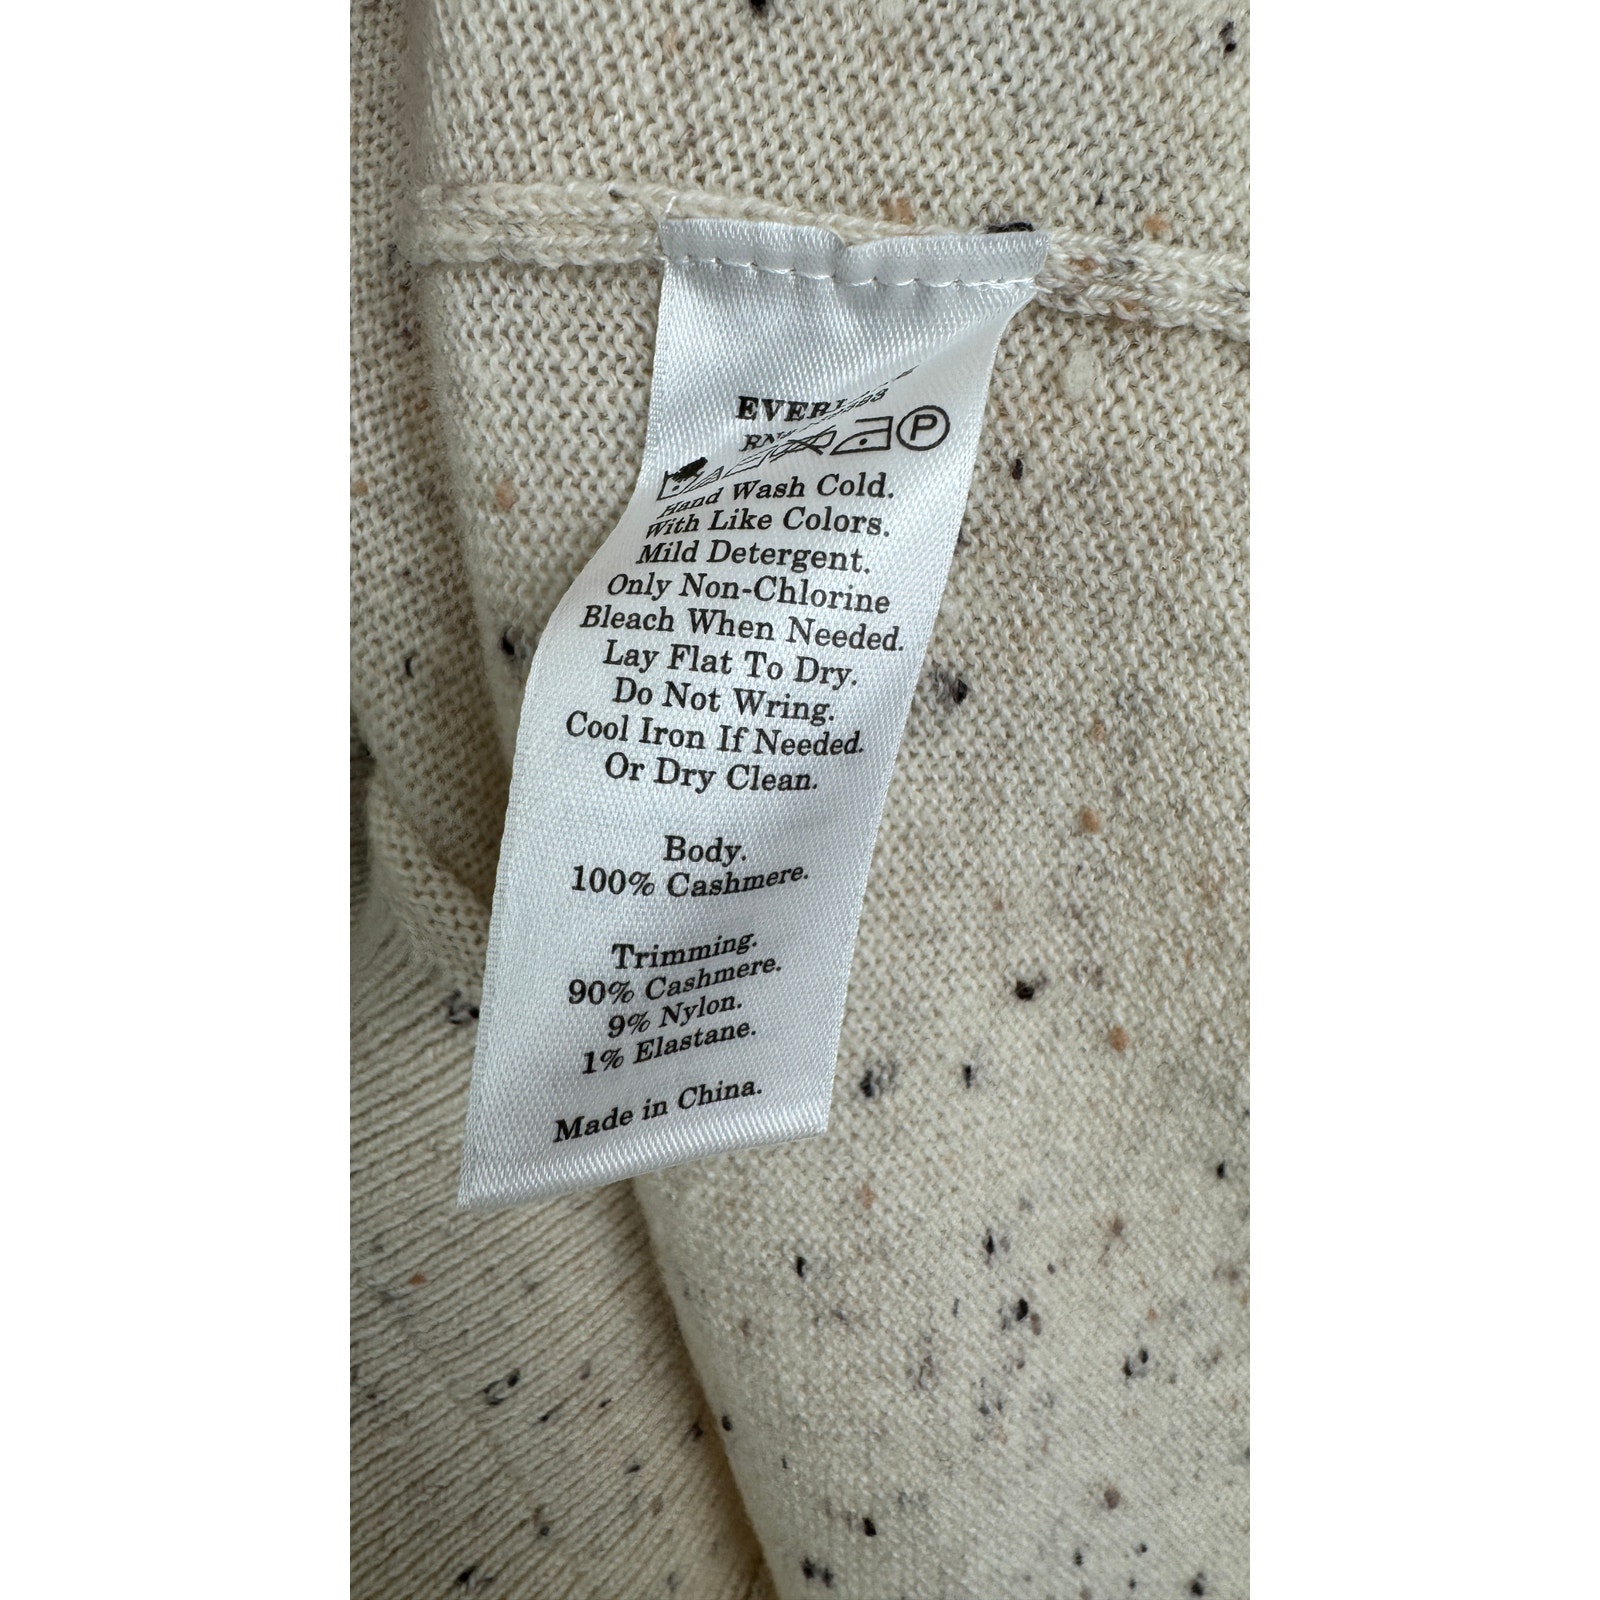 Hand Wash Cold.
With Like Colors.
Mild Detergent.
Only Non-Chlorine
Bleach When Needed.
Lay Flat To Dry.
Do Not Wring.
Cool Iron If Needed.
Or Dry Clean.
Body.
100% Cashmere.
Trimming.
90% Cashmere.
9% Nylon.
1% Elastane.
Made in China.